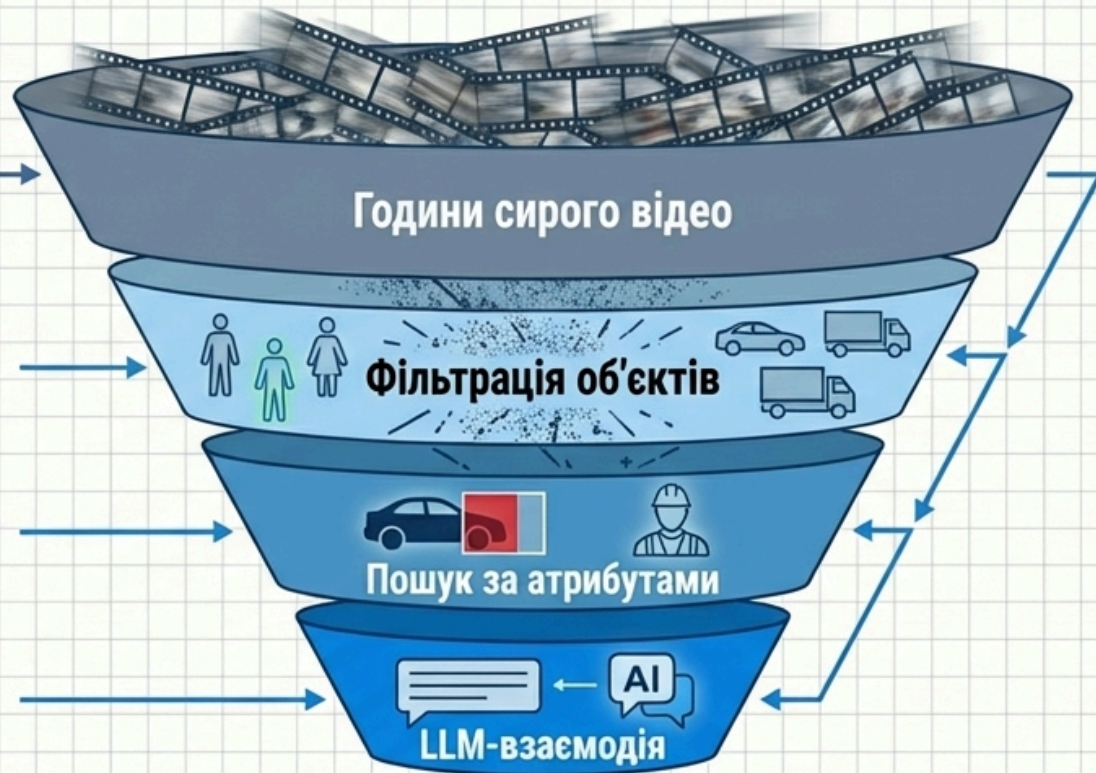 Години сирого відео
Фільтрація об'єктів
Пошук за атрибутами
AI
LLM-взаємодія